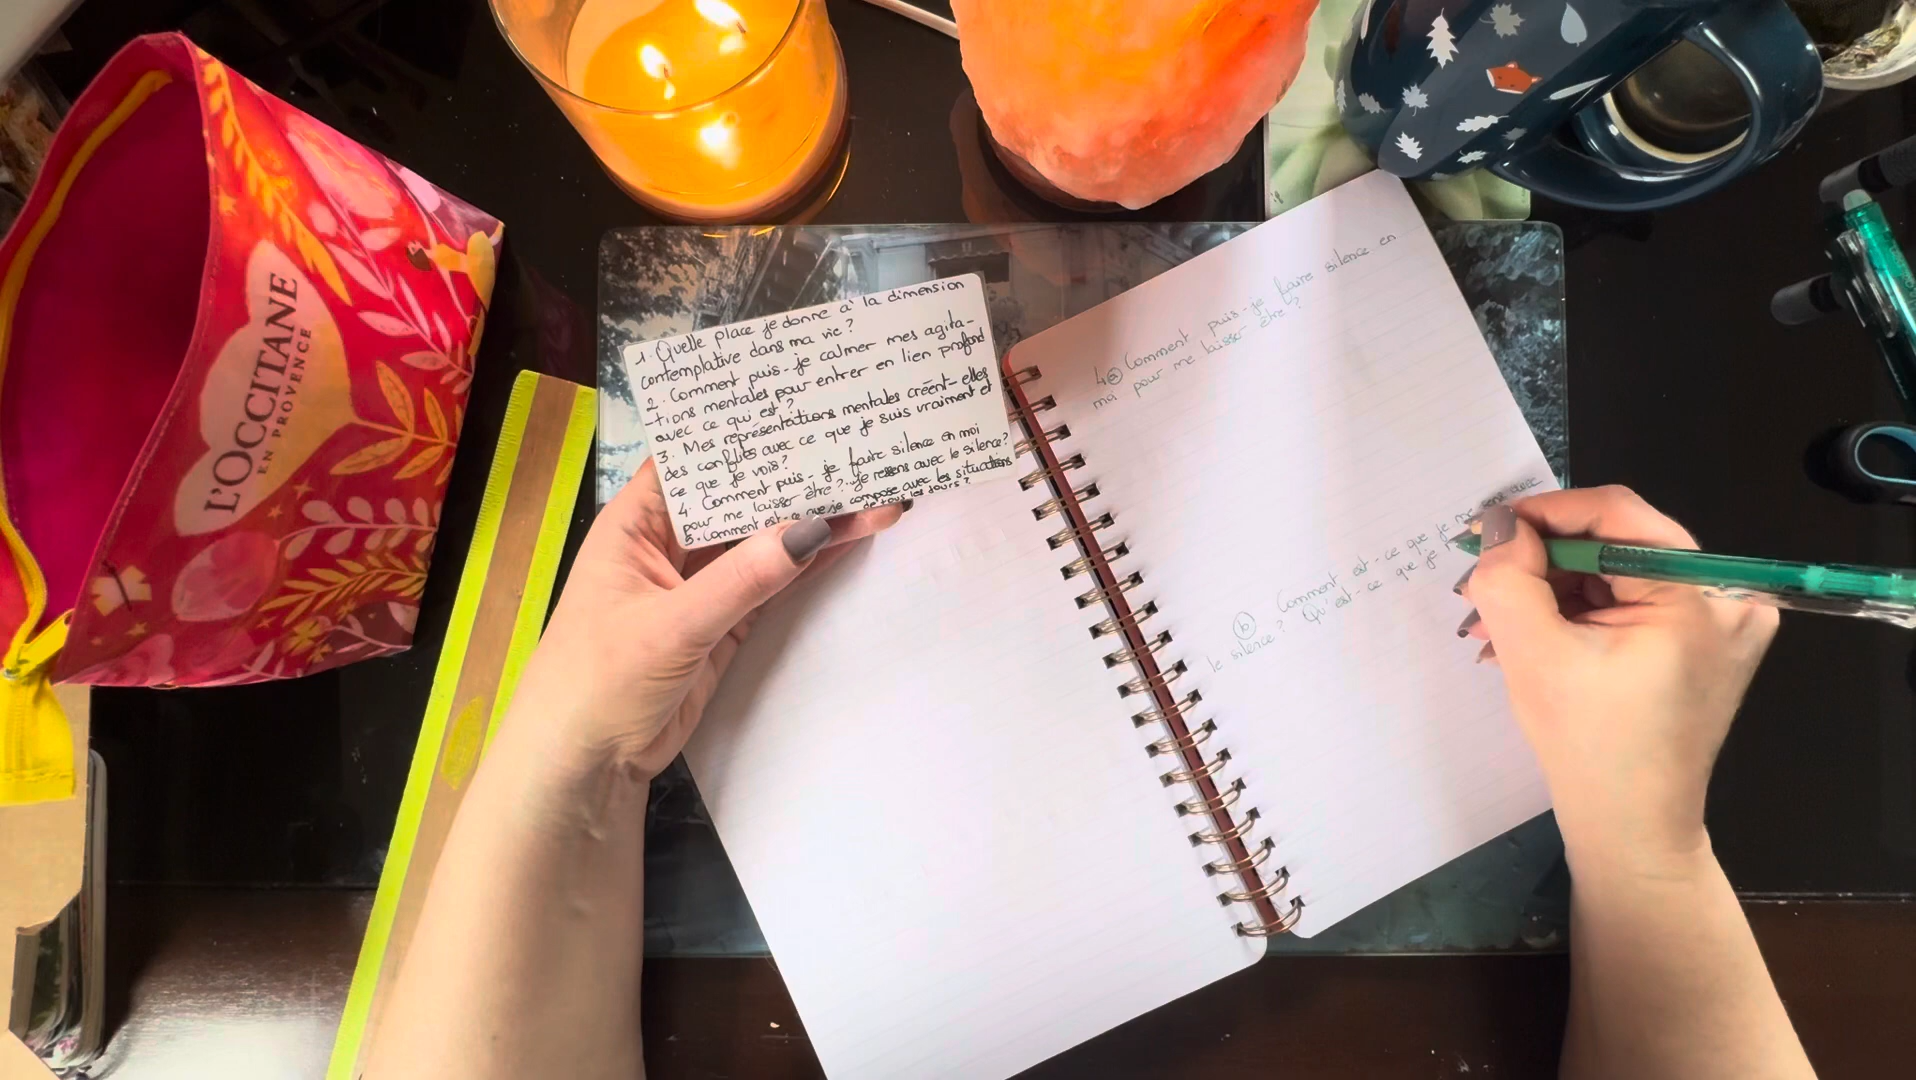 L'OCCITANE
EN PROVENCE
1. Quelle place je donne à la dimension
contemplative dans ma vie ?
2. Comment puis-je calmer mes agita-
-tions mentales pour entrer en lien profond
avec ce qui est ?
3. Mes représentations mentales créent-elles
des conflits avec ce que je suis vraiment et
ce que je vois ?
4. Comment puis-je faire silence en moi
pour me laisser être ? je ressens avec le silence ?
5. Comment est-ce que je compose avec les situations
de tous les jours ?
4 a Comment puis-je faire silence en
ma pour me laisser être ?
b Comment est-ce que je me sens avec
le silence ? Qu'est-ce que je